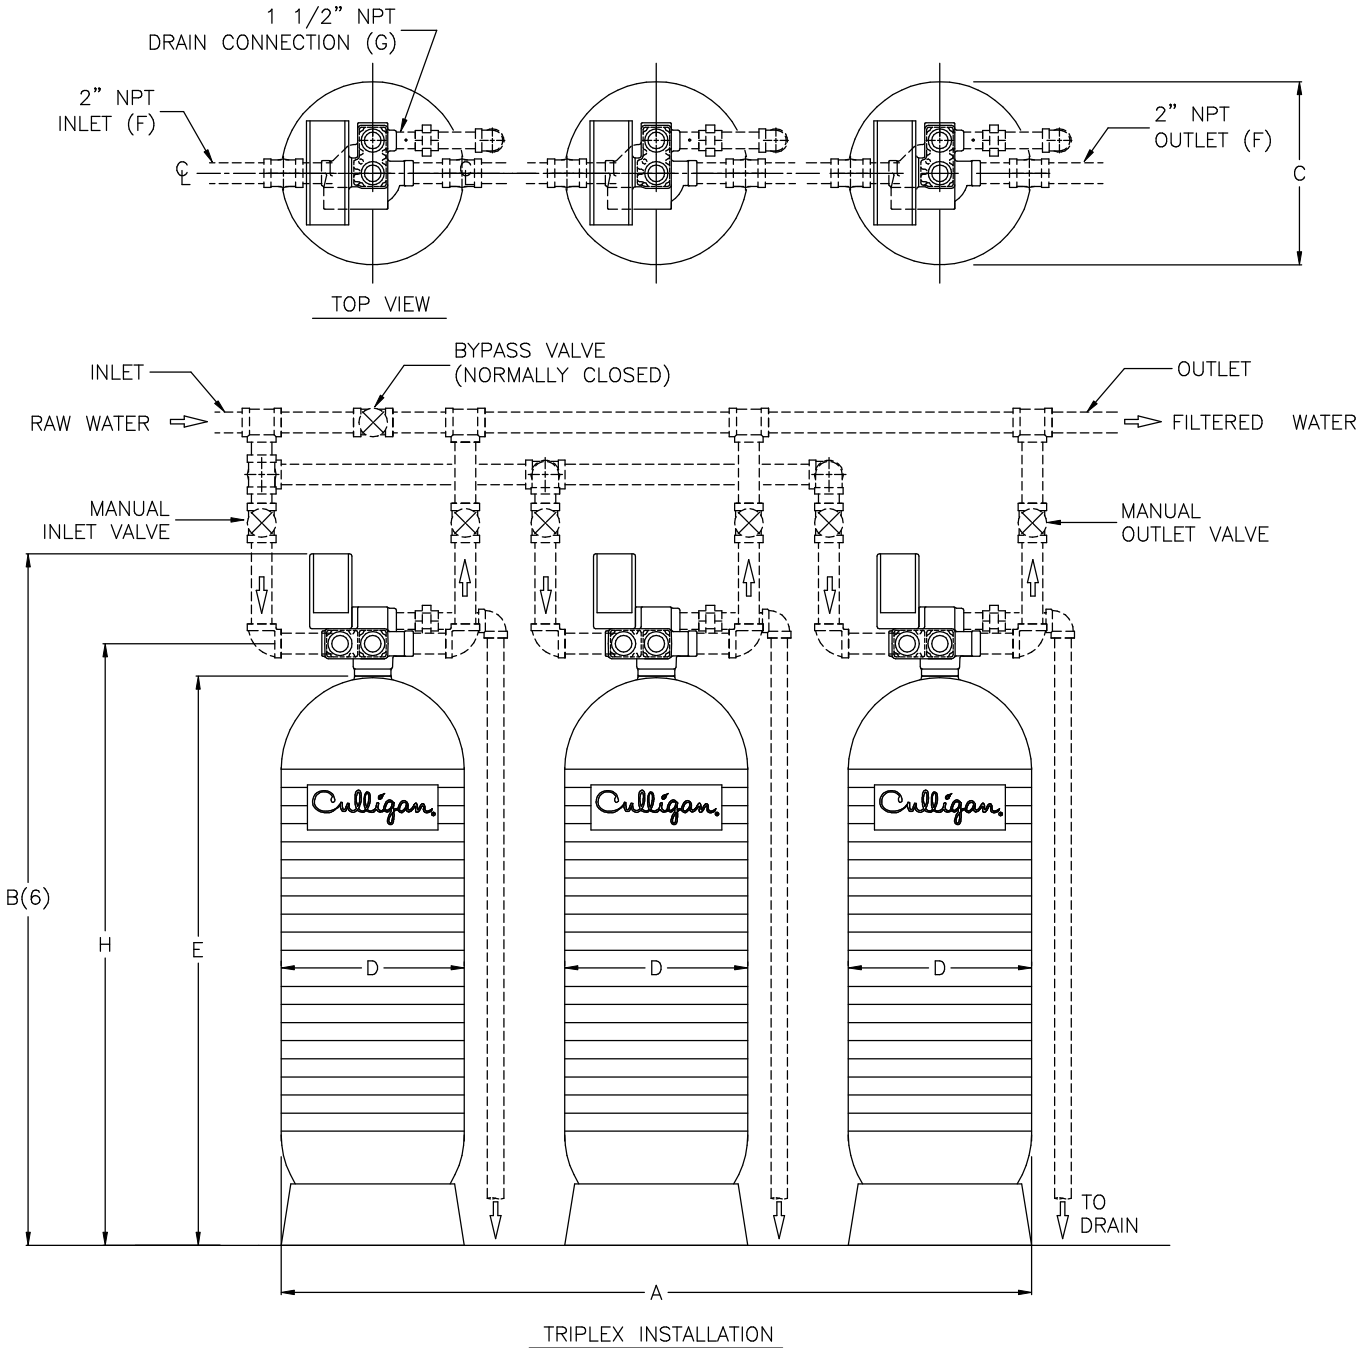 1 1/2” NPT
DRAIN CONNECTION (G)
2” NPT
INLET (F)
2” NPT
OUTLET (F)
℄
℄
C
TOP VIEW
BYPASS VALVE
(NORMALLY CLOSED)
INLET
OUTLET
RAW WATER
FILTERED WATER
MANUAL
INLET VALVE
MANUAL
OUTLET VALVE
Culligan.
Culligan.
Culligan.
B(6)
H
E
D
D
D
TO
DRAIN
A
TRIPLEX INSTALLATION